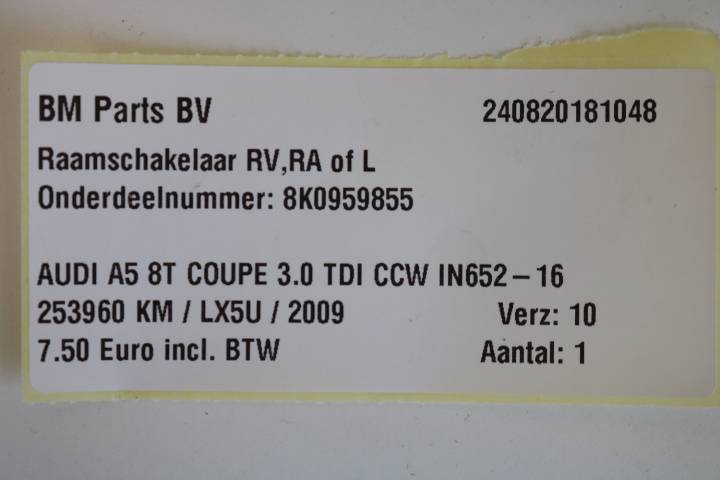 BM Parts BV 240820181048
Raamschakelaar RV,RA of L
Onderdeelnummer: 8K0959855
AUDI A5 8T COUPE 3.0 TDI CCW IN652-16
253960 KM / LX5U / 2009 Verz: 10
7.50 Euro incl. BTW Aantal: 1